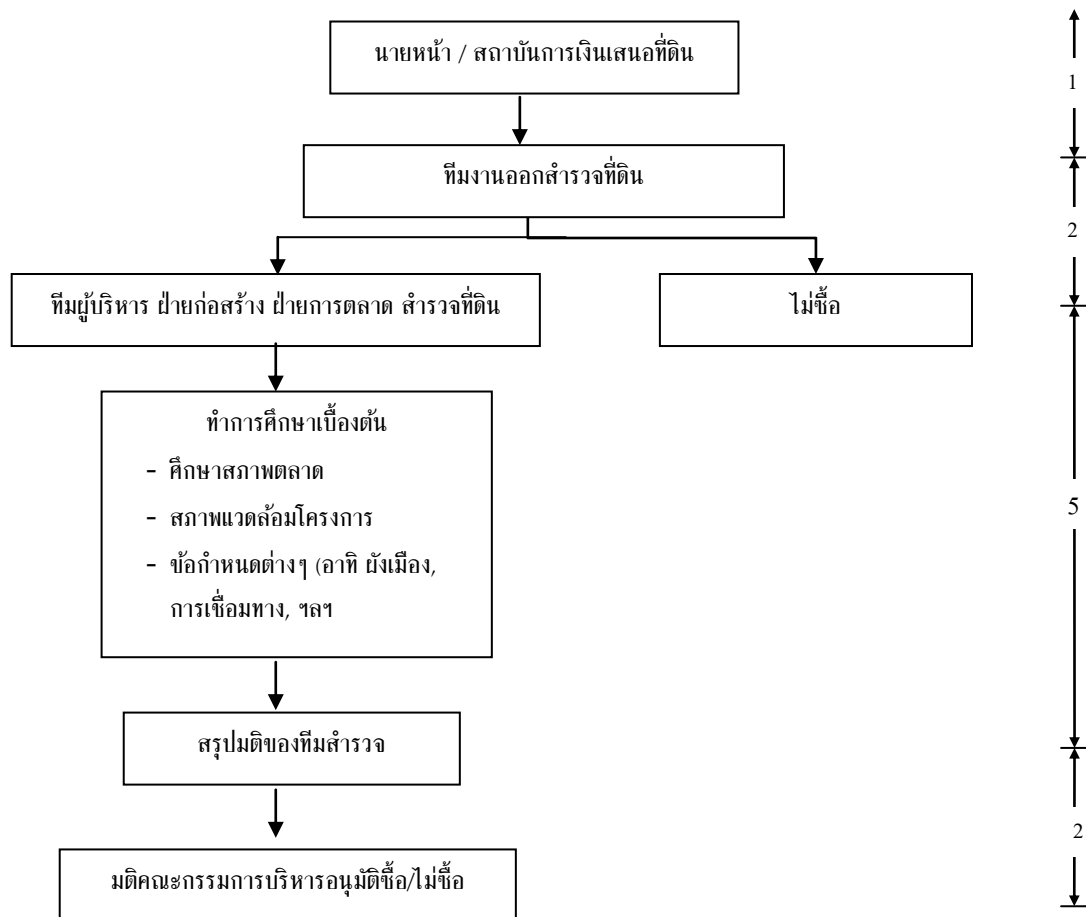 นายหน้า / สถาบันการเงินเสนอที่ดิน
1
ทีมงานออกสำรวจที่ดิน
2
ทีมผู้บริหาร ฝ่ายก่อสร้าง ฝ่ายการตลาด สำรวจที่ดิน
ไม่ซื้อ
ทำการศึกษาเบื้องต้น
- ศึกษาสภาพตลาด
- สภาพแวดล้อมโครงการ
- ข้อกำหนดต่างๆ (อาทิ ผังเมือง,
การเชื่อมทาง, ฯลฯ
5
สรุปมติของทีมสำรวจ
2
มติคณะกรรมการบริหารอนุมัติซื้อ/ไม่ซื้อ